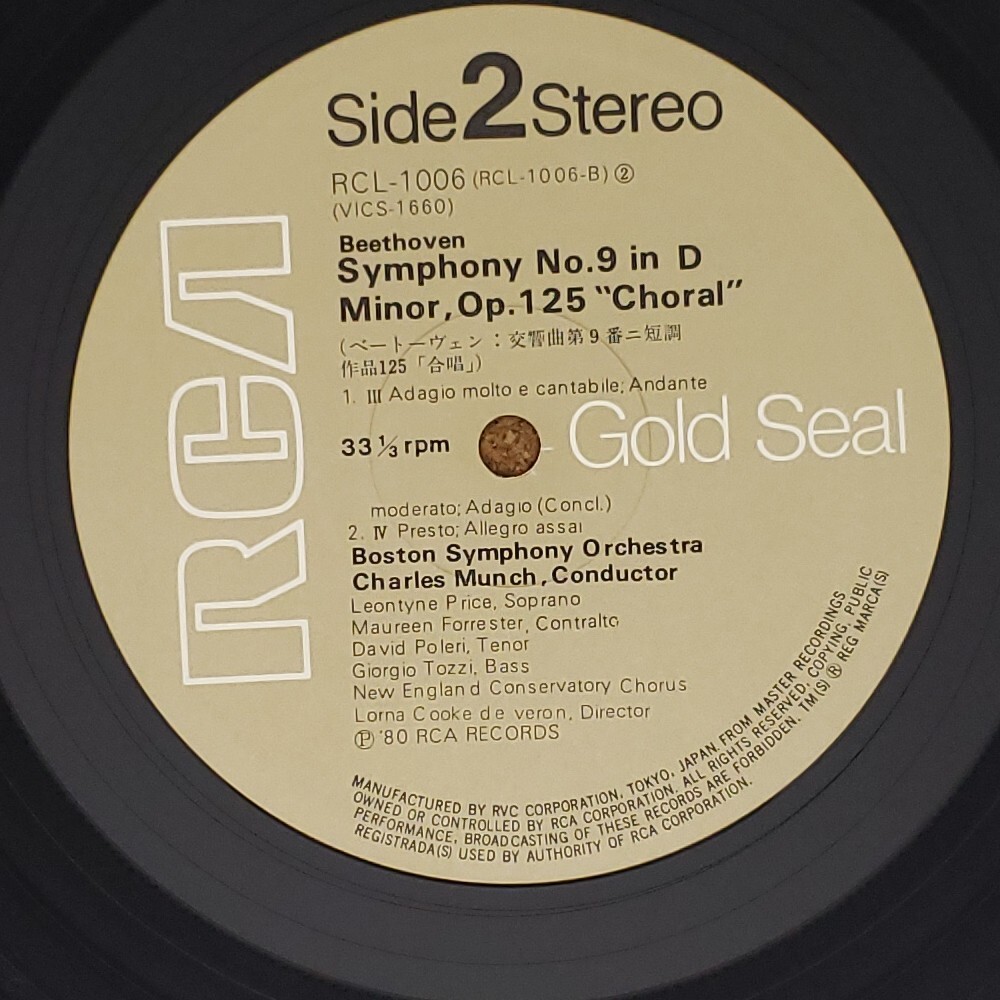 Side 2 Stereo
RCL-1006 (RCL-1006-B) ②
(VICS-1660)
Beethoven
Symphony No.9 in D
Minor, Op.125 "Choral"
(ベートーヴェン：交響曲第9番ニ短調
作品125「合唱」)
1. III Adagio molto e cantabile; Andante
33 1/3 rpm
Gold Seal
moderato; Adagio (Concl.)
2. IV Presto; Allegro assai
Boston Symphony Orchestra
Charles Munch, Conductor
Leontyne Price, Soprano
Maureen Forrester, Contralto
David Poleri, Tenor
Giorgio Tozzi, Bass
New England Conservatory Chorus
Lorna Cooke de veron, Director
Ⓟ '80 RCA RECORDS
RCA
MANUFACTURED BY RVC CORPORATION, TOKYO, JAPAN. FROM MASTER RECORDINGS
OWNED OR CONTROLLED BY RCA CORPORATION, ALL RIGHTS RESERVED, COPYING, PUBLIC
PERFORMANCE, BROADCASTING OF THESE RECORDS ARE FORBIDDEN. TM(S) ® REG MARCA(S)
REGISTRADA(S) USED BY AUTHORITY OF RCA CORPORATION.